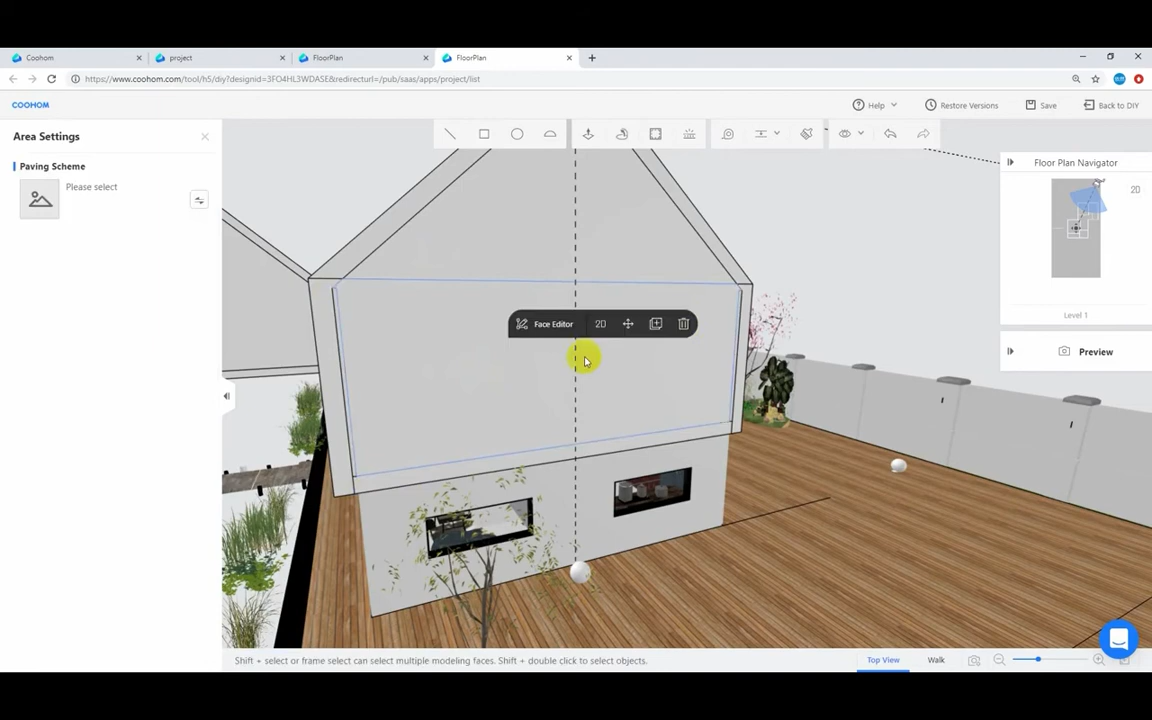 Coohom
project
FloorPlan
FloorPlan
https://www.coohom.com/tool/h5/diy?designid=3FO4HL3WDASE&redirecturl=/pub/saas/apps/project/list
COOHOM
Help
Restore Versions
Save
Back to DIY
Area Settings
Paving Scheme
Please select
Floor Plan Navigator
2D
Level 1
Preview
Face Editor
2D
Shift + select or frame select can select multiple modeling faces. Shift + double click to select objects.
Top View
Walk